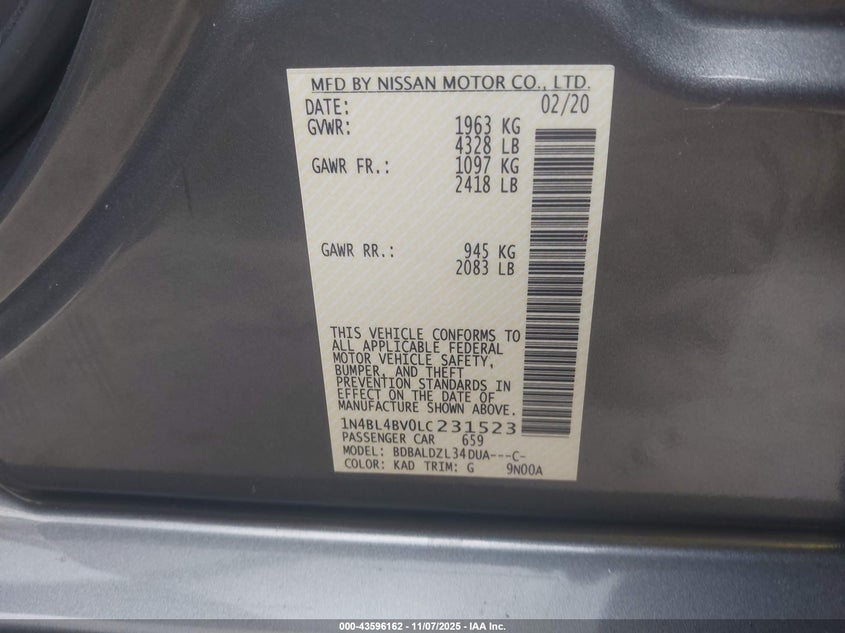 MFD BY NISSAN MOTOR CO., LTD.
DATE: 02/20
GVWR: 1963 KG
4328 LB
GAWR FR.: 1097 KG
2418 LB
GAWR RR.: 945 KG
2083 LB
THIS VEHICLE CONFORMS TO
ALL APPLICABLE FEDERAL
MOTOR VEHICLE SAFETY,
BUMPER, AND THEFT
PREVENTION STANDARDS IN
EFFECT ON THE DATE OF
MANUFACTURE SHOWN ABOVE.
1N4BL4BV0LC231523
PASSENGER CAR 659
MODEL: BDBALDZL34DUA---C-
COLOR: KAD TRIM: G 9N00A
000-43596162 - 11/07/2025 - IAA Inc.